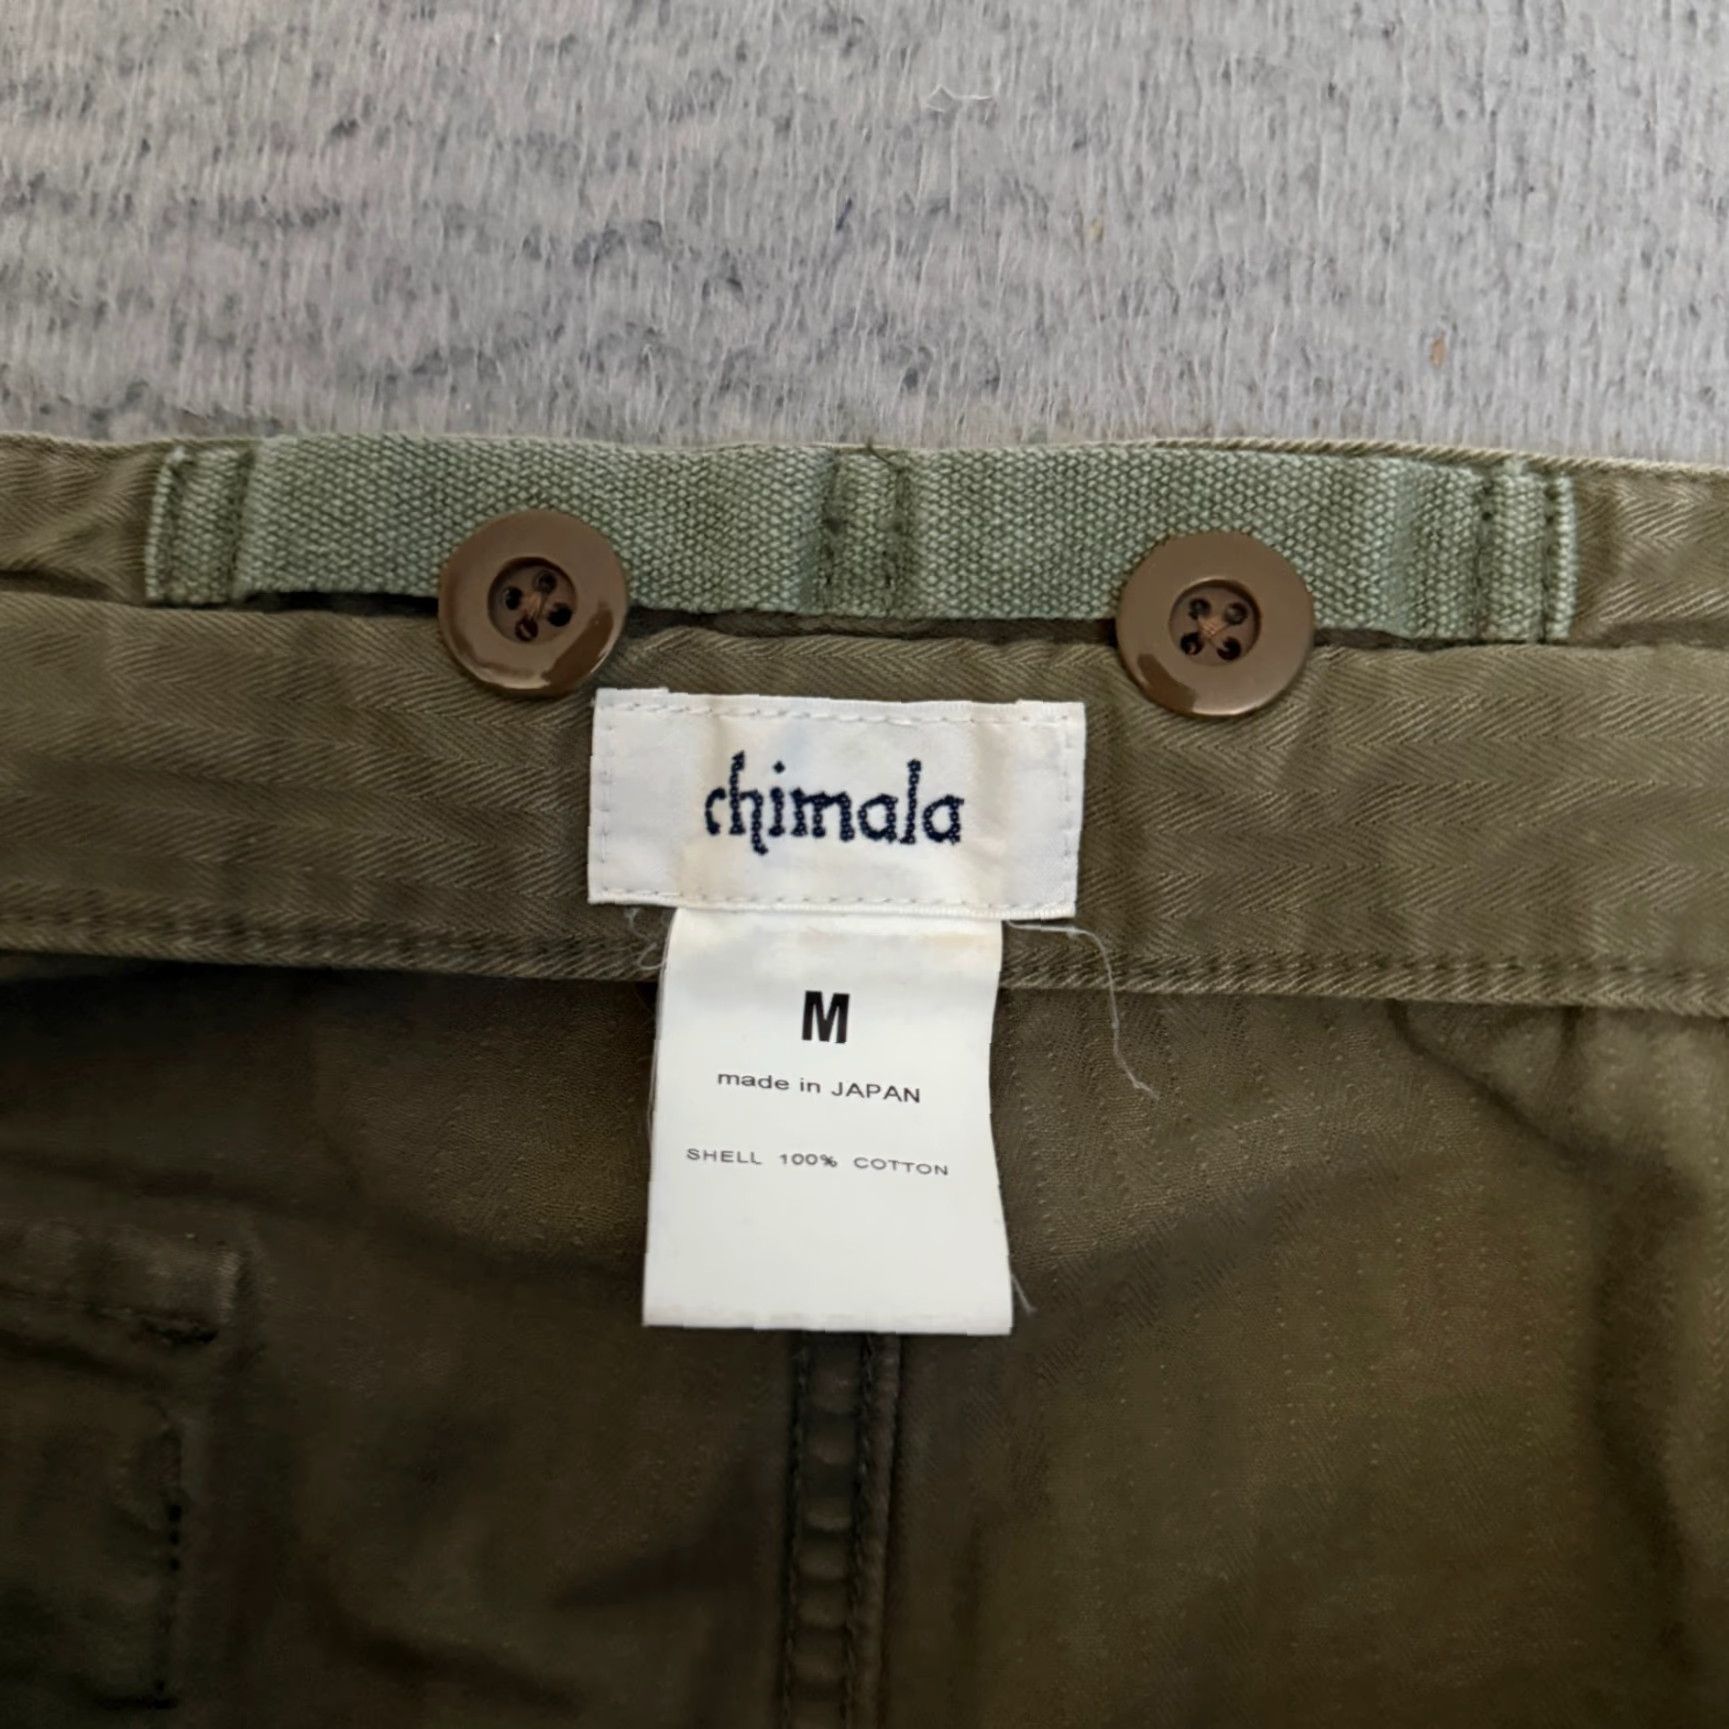 chimala
M
made in JAPAN
SHELL 100% COTTON